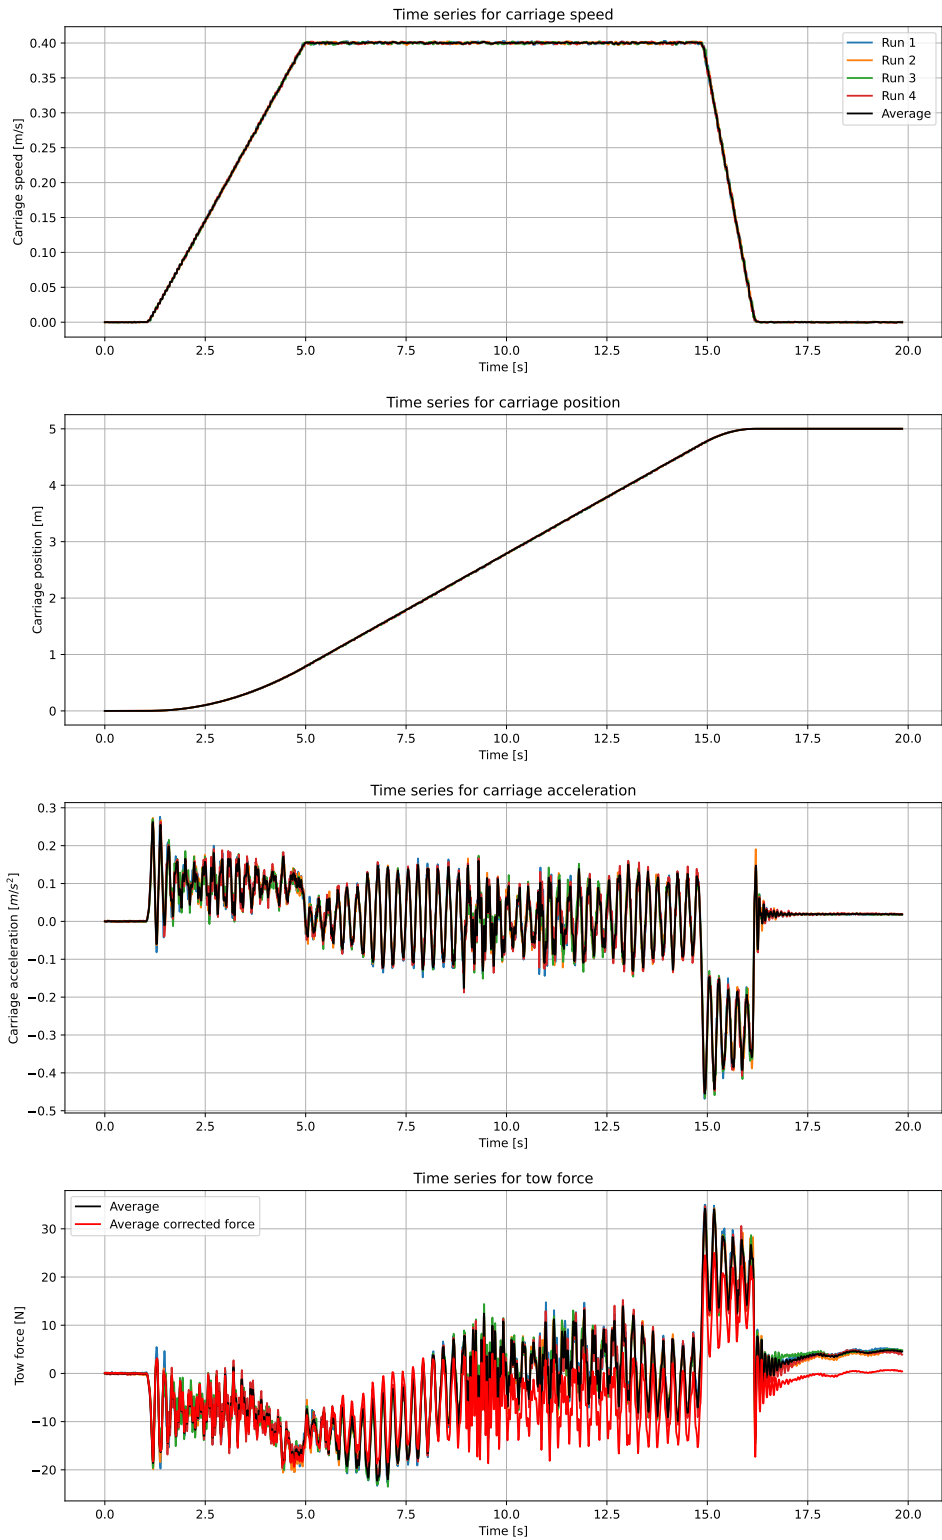 Time series for carriage speed
0.40
0.35
0.30
0.25
0.20
0.15
0.10
0.05
0.00
Carriage speed [m/s]
Run 1
Run 2
Run 3
Run 4
Average
0.0 2.5 5.0 7.5 10.0 12.5 15.0 17.5 20.0
Time [s]
Time series for carriage position
5
4
3
2
1
0
Carriage position [m]
0.0 2.5 5.0 7.5 10.0 12.5 15.0 17.5 20.0
Time [s]
Time series for carriage acceleration
0.3
0.2
0.1
0.0
−0.1
−0.2
−0.3
−0.4
−0.5
Carriage acceleration [m/s²]
0.0 2.5 5.0 7.5 10.0 12.5 15.0 17.5 20.0
Time [s]
Time series for tow force
Average
Average corrected force
30
20
10
0
−10
−20
Tow force [N]
0.0 2.5 5.0 7.5 10.0 12.5 15.0 17.5 20.0
Time [s]